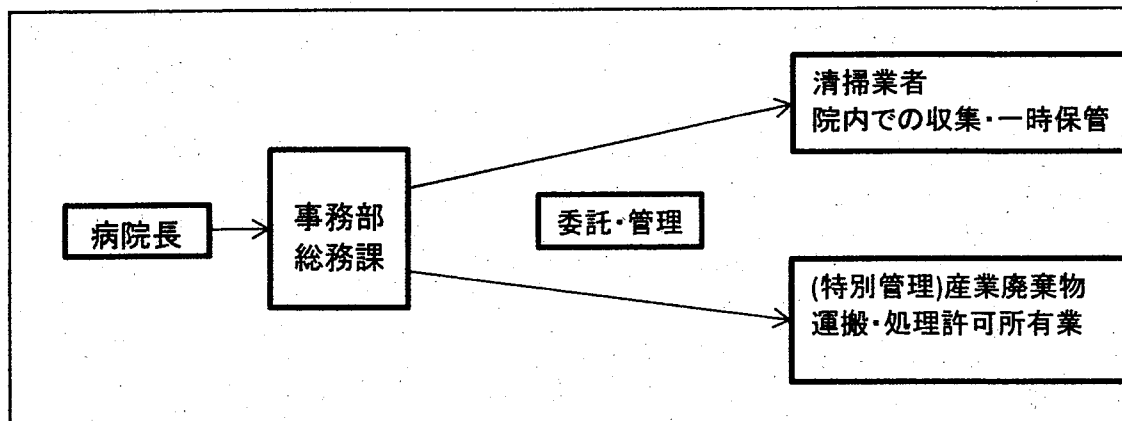 病院長
事務部
総務課
委託・管理
清掃業者
院内での収集・一時保管
(特別管理)産業廃棄物
運搬・処理許可所有業